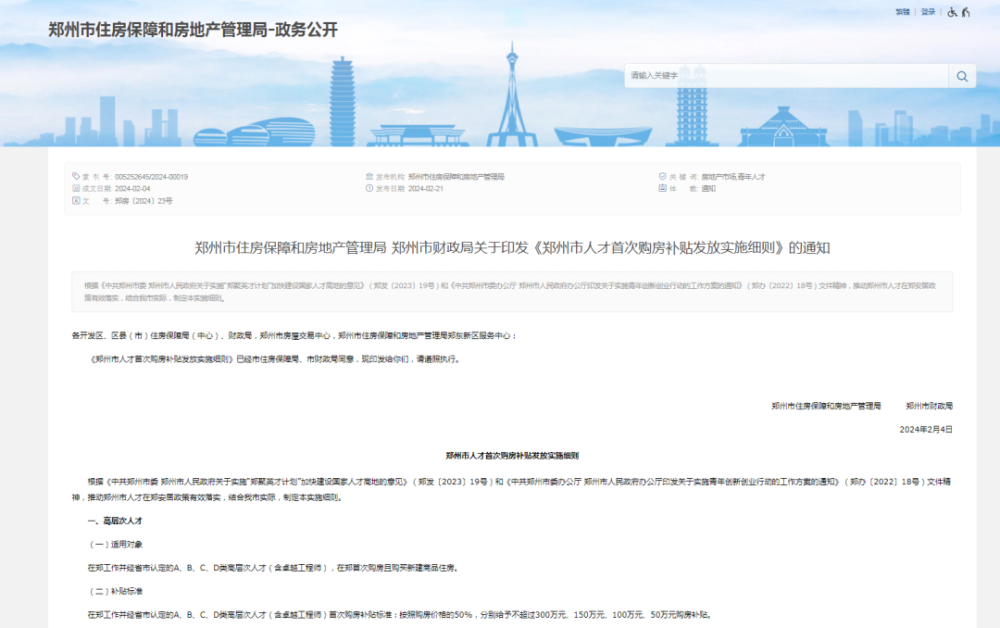 繁體 | 登录 |
郑州市住房保障和房地产管理局-政务公开
请输入关键字
索 引 号: 005252645/2024-00019
发布机构: 郑州市住房保障和房地产管理局
关 键 词: 房地产市场,青年人才
成文日期: 2024-02-04
发布日期: 2024-02-21
体 裁: 通知
文 号: 郑房〔2024〕23号
郑州市住房保障和房地产管理局 郑州市财政局关于印发《郑州市人才首次购房补贴发放实施细则》的通知
根据《中共郑州市委 郑州市人民政府关于实施“郑聚英才计划”加快建设国家人才高地的意见》（郑发〔2023〕19号）和《中共郑州市委办公厅 郑州市人民政府办公厅印发关于实施青年创新创业行动的工作方案的通知》（郑办〔2022〕18号）文件精神，推动郑州市人才在郑安居政
策有效落实，结合我市实际，制定本实施细则。
各开发区、区县（市）住房保障局（中心）、财政局，郑州市房屋交易中心，郑州市住房保障和房地产管理局郑东新区服务中心：
《郑州市人才首次购房补贴发放实施细则》已经市住房保障局、市财政局同意，现印发给你们，请遵照执行。
郑州市住房保障和房地产管理局 郑州市财政局
2024年2月4日
郑州市人才首次购房补贴发放实施细则
根据《中共郑州市委 郑州市人民政府关于实施“郑聚英才计划”加快建设国家人才高地的意见》（郑发〔2023〕19号）和《中共郑州市委办公厅 郑州市人民政府办公厅印发关于实施青年创新创业行动的工作方案的通知》（郑办〔2022〕18号）文件精
神，推动郑州市人才在郑安居政策有效落实，结合我市实际，制定本实施细则。
一、高层次人才
（一）适用对象
在郑工作并经省市认定的A、B、C、D类高层次人才（含卓越工程师），在郑首次购房且购买新建商品住房。
（二）补贴标准
在郑工作并经省市认定的A、B、C、D类高层次人才（含卓越工程师）首次购房补贴标准：按照购房价格的50%，分别给予不超过300万元、150万元、100万元、50万元购房补贴。